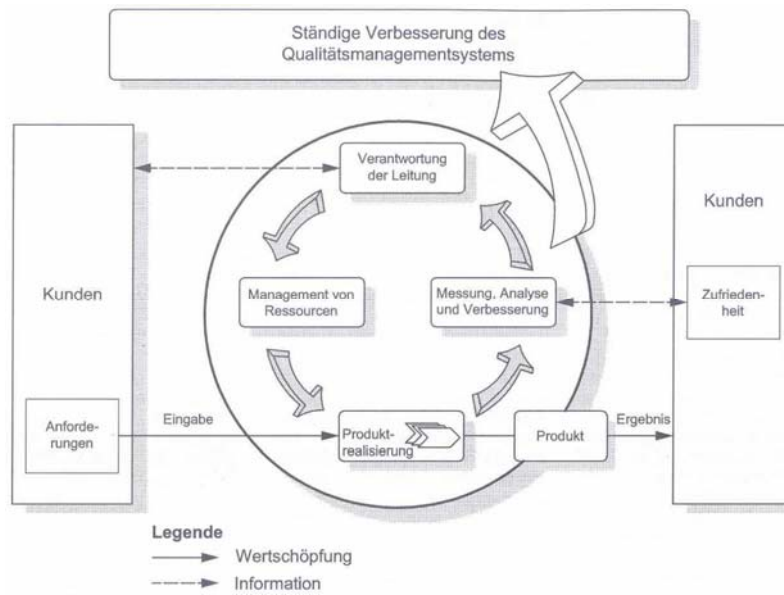 Ständige Verbesserung des
Qualitätsmanagementsystems
Verantwortung
der Leitung
Kunden
Kunden
Management von
Ressourcen
Messung, Analyse
und Verbesserung
Zufrieden-
heit
Anforde-
rungen
Eingabe
Produkt-
realisierung
Produkt
Ergebnis
Legende
Wertschöpfung
Information